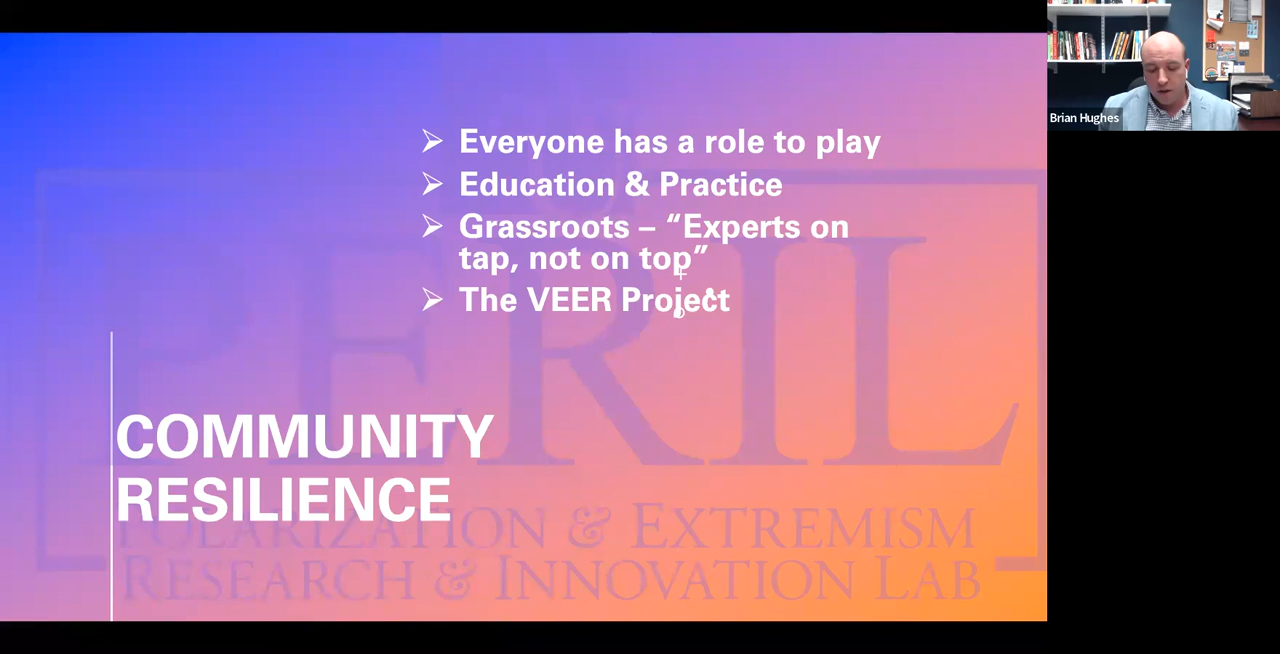 Everyone has a role to play
Education & Practice
Grassroots – “Experts on
tap, not on top”
The VEER Project
COMMUNITY
RESILIENCE
PERIL
POLARIZATION & EXTREMISM
RESEARCH & INNOVATION LAB
Brian Hughes